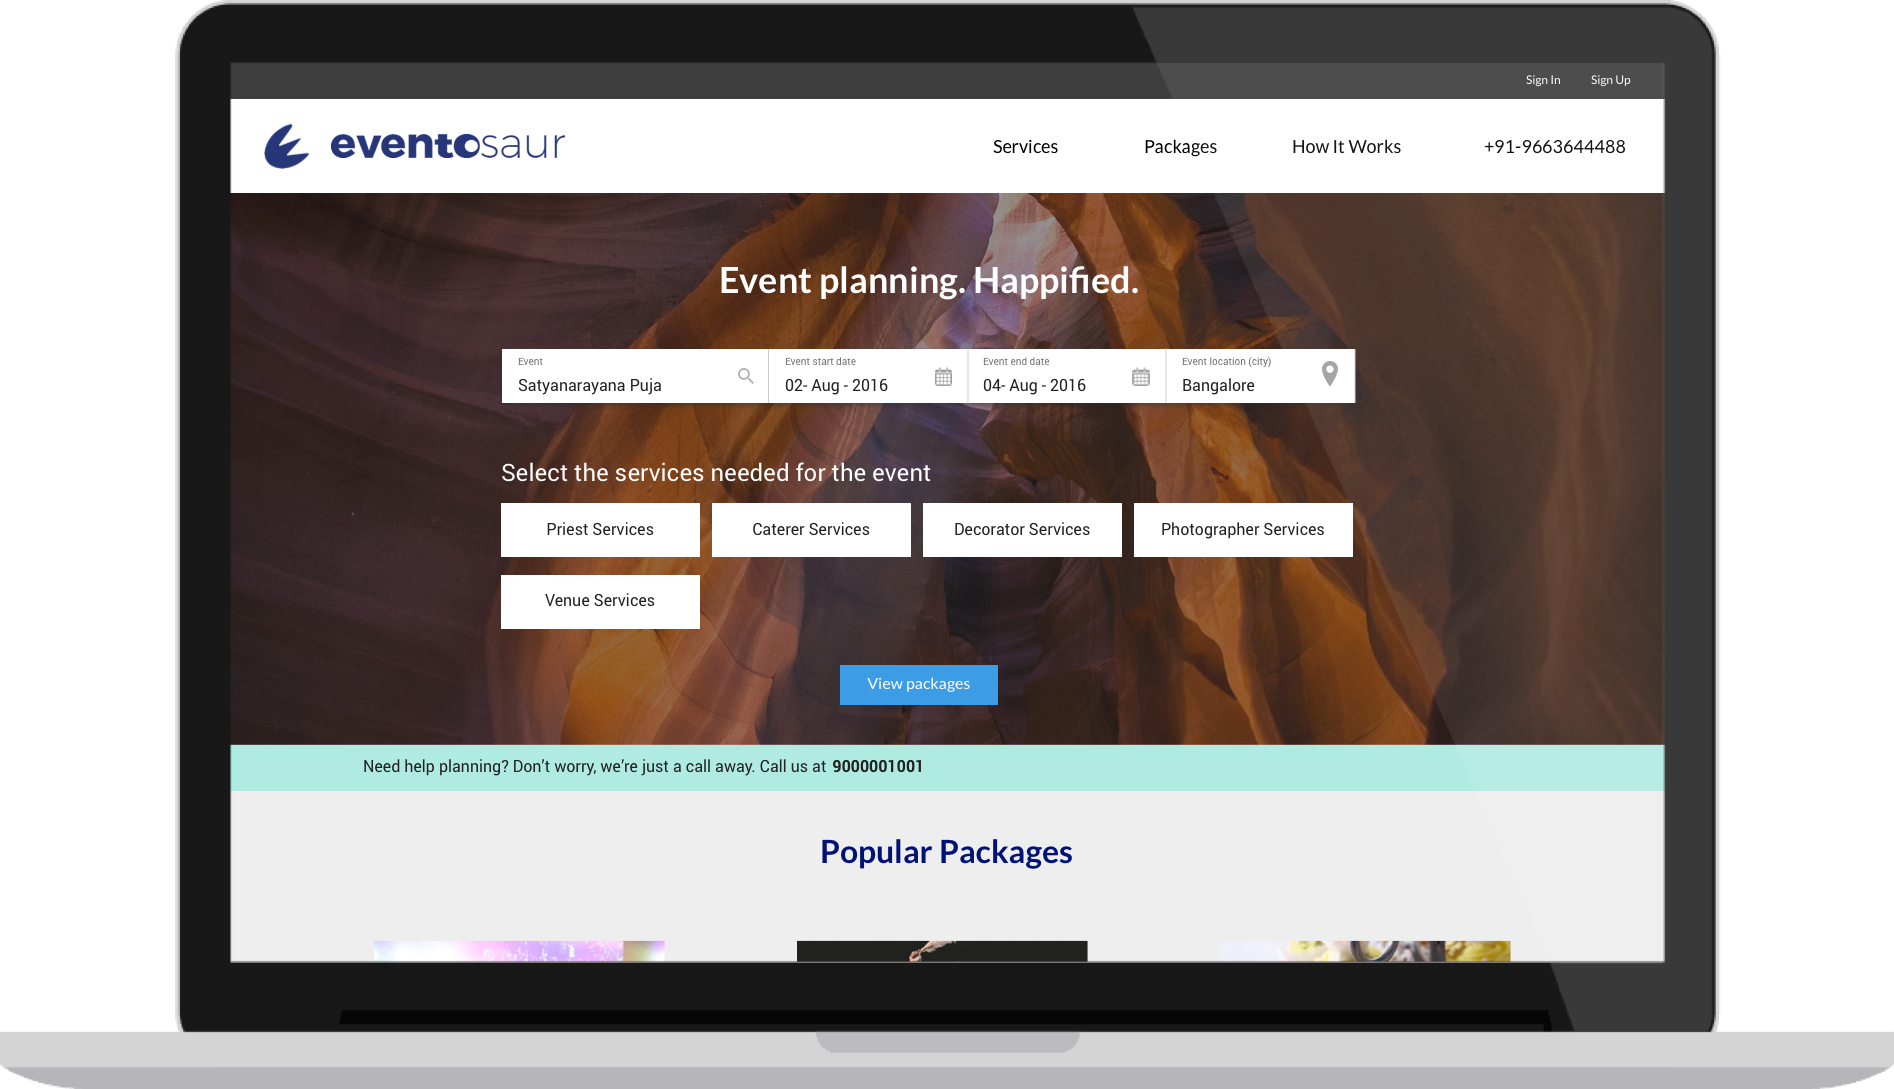 Sign In Sign Up
eventosaur
Services Packages How It Works +91-9663644488
Event planning. Happified.
Event Event start date Event end date Event location (city)
Satyanarayana Puja 02- Aug - 2016 04- Aug - 2016 Bangalore
Select the services needed for the event
Priest Services Caterer Services Decorator Services Photographer Services
Venue Services
View packages
Need help planning? Don’t worry, we’re just a call away. Call us at 9000001001
Popular Packages